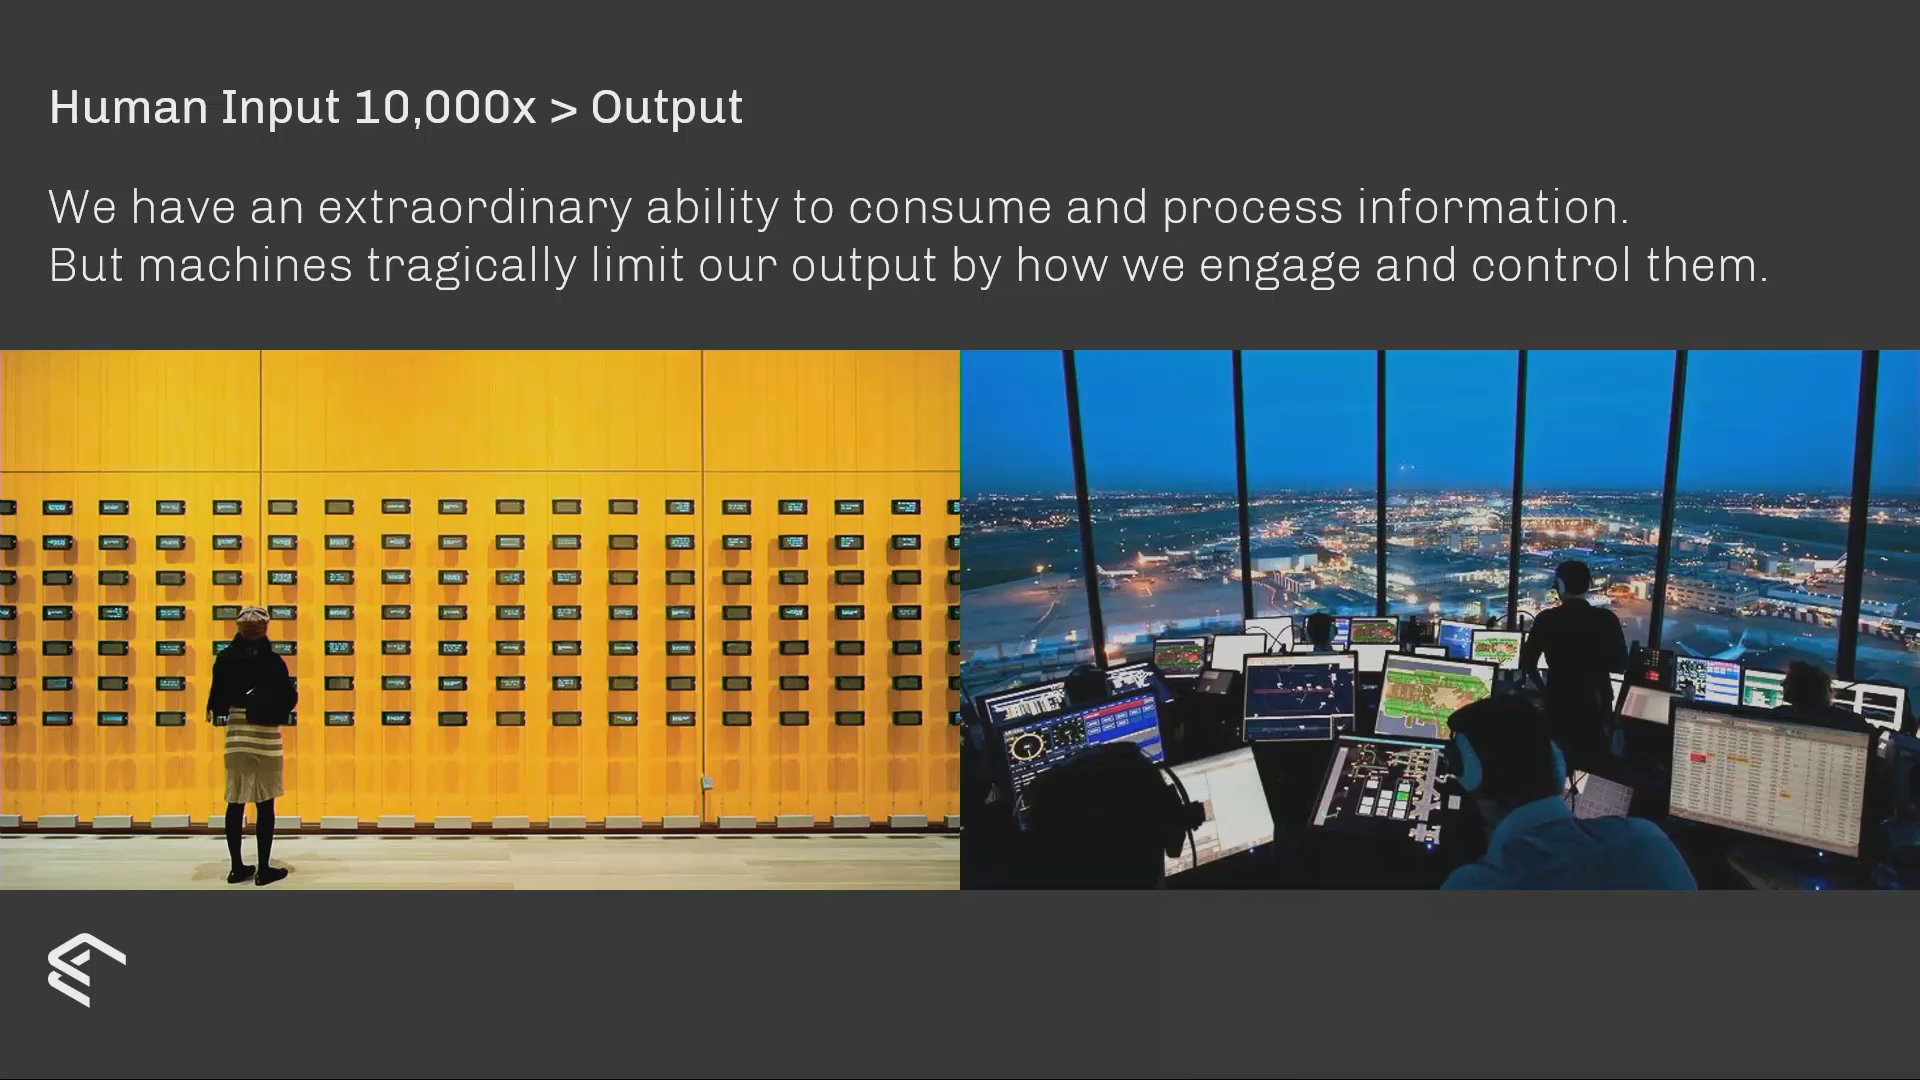 Human Input 10,000x > Output
We have an extraordinary ability to consume and process information.
But machines tragically limit our output by how we engage and control them.